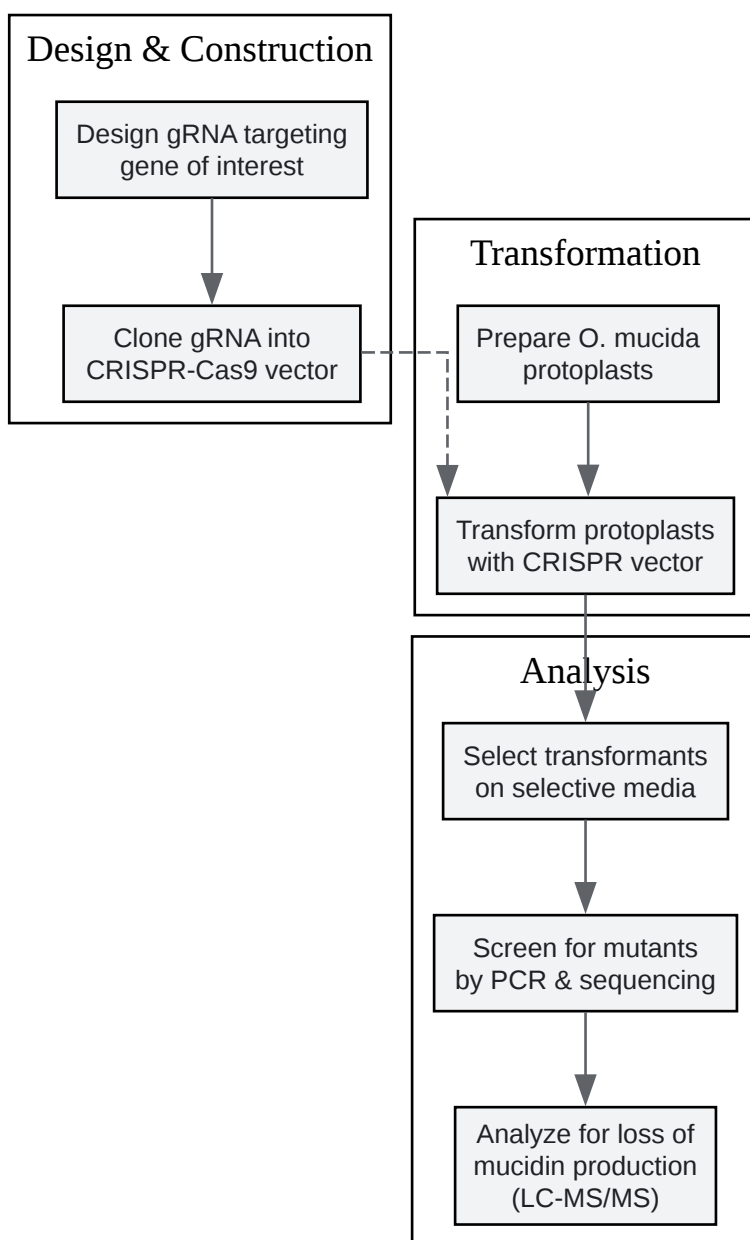 Design & Construction
Design gRNA targeting
gene of interest
Clone gRNA into
CRISPR-Cas9 vector
Transformation
Prepare O. mucida
protoplasts
Transform protoplasts
with CRISPR vector
Analysis
Select transformants
on selective media
Screen for mutants
by PCR & sequencing
Analyze for loss of
mucidin production
(LC-MS/MS)